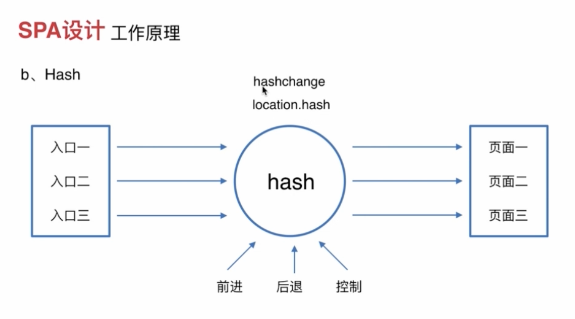 SPA设计 工作原理
b、Hash
hashchange
location.hash
入口一
入口二
入口三
hash
页面一
页面二
页面三
前进 后退 控制